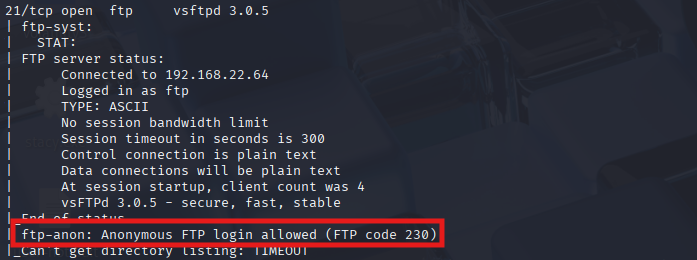 21/tcp open  ftp     vsftpd 3.0.5
| ftp-syst:
|   STAT:
| FTP server status:
|      Connected to 192.168.22.64
|      Logged in as ftp
|      TYPE: ASCII
|      No session bandwidth limit
|      Session timeout in seconds is 300
|      Control connection is plain text
|      Data connections will be plain text
|      At session startup, client count was 4
|      vsFTPd 3.0.5 - secure, fast, stable
|_End of status
| ftp-anon: Anonymous FTP login allowed (FTP code 230)
|_Can't get directory listing: TIMEOUT